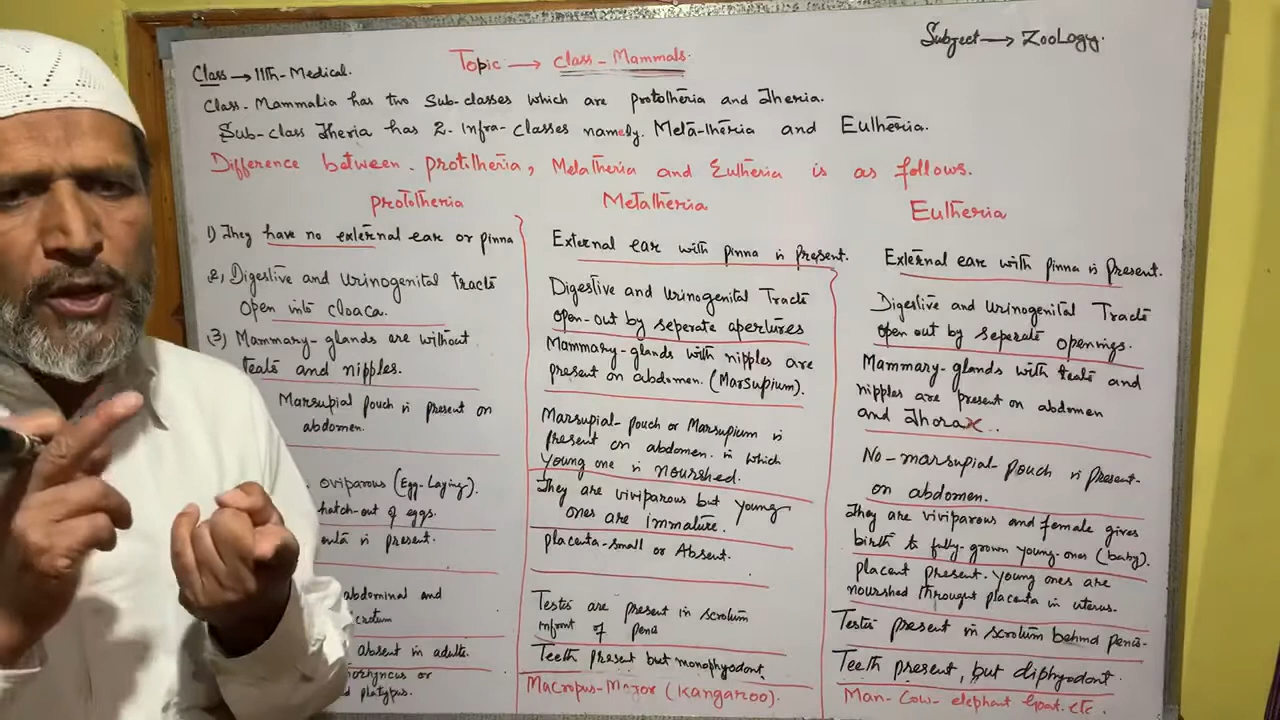 Subject → Zoology.
Class → 11th-Medical.
Topic → Class - Mammals.
Class-Mammalia has two Sub-classes which are protolheria and Theria.
Sub-class Theria has 2. Infra-classes namely. Meta-theria and Eutheria.
Difference between. protitheria, Metatheria and Eutheria is as follows.
prototheria
1) They have no external ear or pinna
2, Digestive and Urinogenital tracts
open into cloaca.
(3) Mammary-glands are without
teats and nipples.
Marsupial pouch is present on
abdomen.
oviparous (Egg-Laying).
hatch-out of eggs.
enta is present.
abdominal and
crotum
absent in adults.
iorhyncus or
platypus.
Metatheria
External ear with pinna is present.
Digestive and Urinogenital Tracts
open-out by seperate apertures
Mammary-glands with nipples are
present on abdomen. (Marsupium).
Marsupial-pouch or Marsupium is
present on abdomen. in which
Young one is nourshed.
They are viviparous but young
ones are immature.
placenta-small or Absent.
Testes are present in scrotum
infront of penis
Teeth present but monophyodont.
Macropus-Major (Kangaroo).
Eutheria
External ear with pinna is Present.
Digestive and Urinogenital Tracts
open out by seperate openings.
Mammary-glands with teats and
nipples are present on abdomen
and Thorax..
No-marsupial-pouch is present-
on abdomen.
They are viviparous and female gives
birth to fully-grown young-ones (baby).
placent present. Young ones are
nourshed throught placenta in uterus.
Testes present in scrotum behind penis-
Teeth present, but diphyodont.
Man-Cow-elephant Goat.etc.